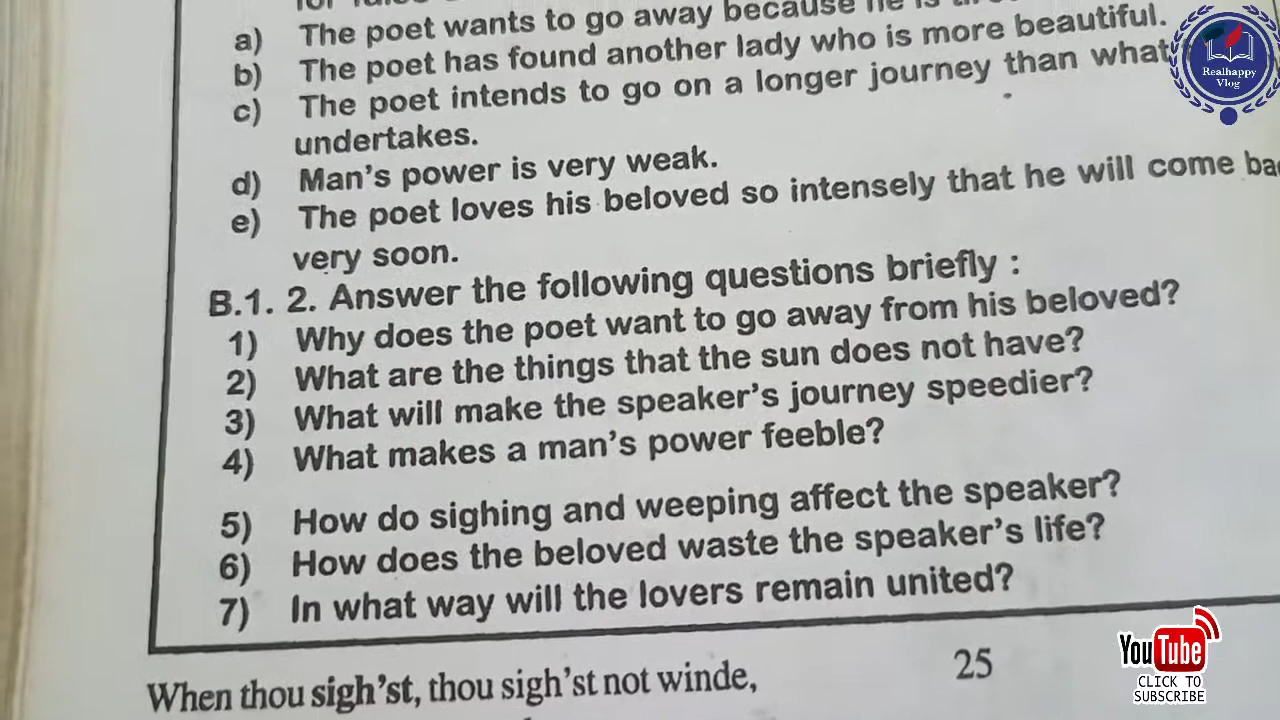 a) The poet wants to go away because he is
b) The poet has found another lady who is more beautiful.
c) The poet intends to go on a longer journey than what
undertakes.
d) Man's power is very weak.
e) The poet loves his beloved so intensely that he will come
very soon.
B.1. 2. Answer the following questions briefly :
1) Why does the poet want to go away from his beloved?
2) What are the things that the sun does not have?
3) What will make the speaker's journey speedier?
4) What makes a man's power feeble?
5) How do sighing and weeping affect the speaker?
6) How does the beloved waste the speaker's life?
7) In what way will the lovers remain united?
When thou sigh'st, thou sigh'st not winde, 25
Realhappy
Vlog
YouTube
CLICK TO
SUBSCRIBE